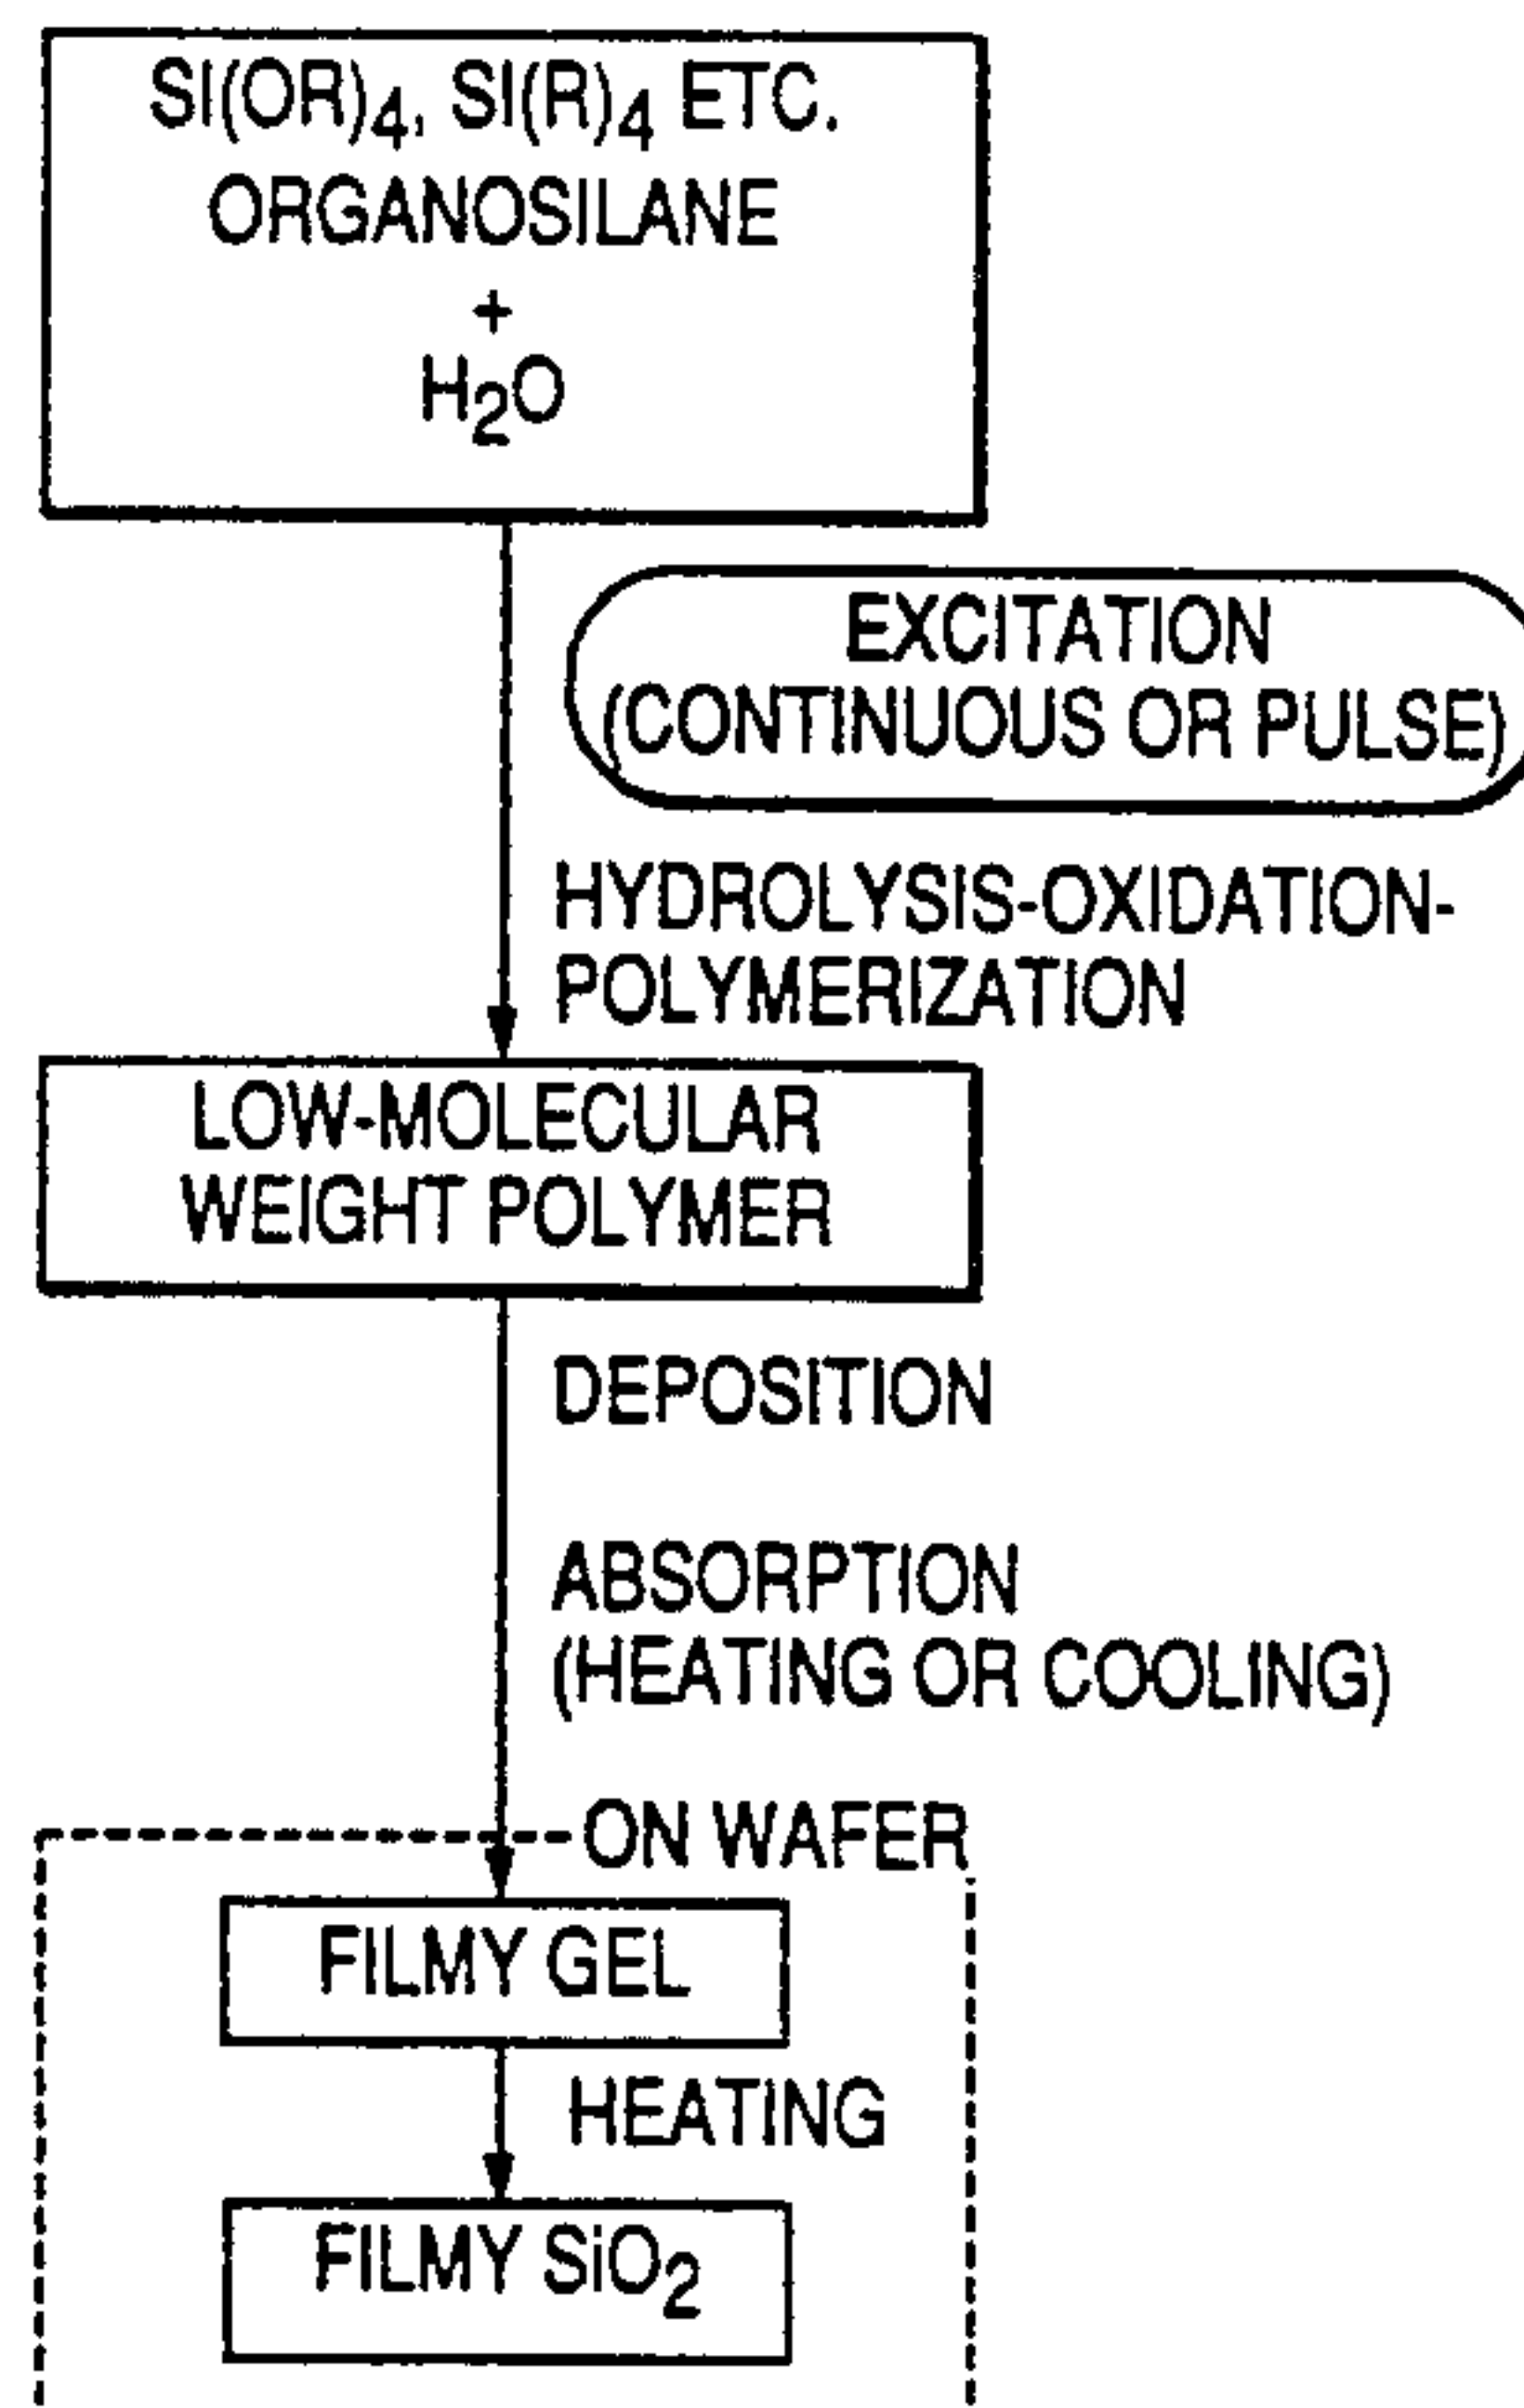 SI(OR)4, SI(R)4 ETC.
ORGANOSILANE
+
H2O
EXCITATION
(CONTINUOUS OR PULSE)
HYDROLYSIS-OXIDATION-
POLYMERIZATION
LOW-MOLECULAR
WEIGHT POLYMER
DEPOSITION
ABSORPTION
(HEATING OR COOLING)
ON WAFER
FILMY GEL
HEATING
FILMY SiO2